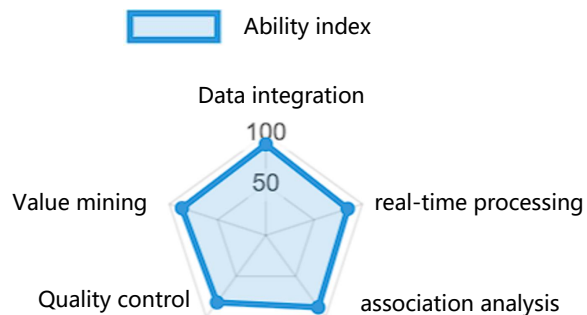 Ability index
Data integration
100
50
Value mining
real-time processing
Quality control
association analysis